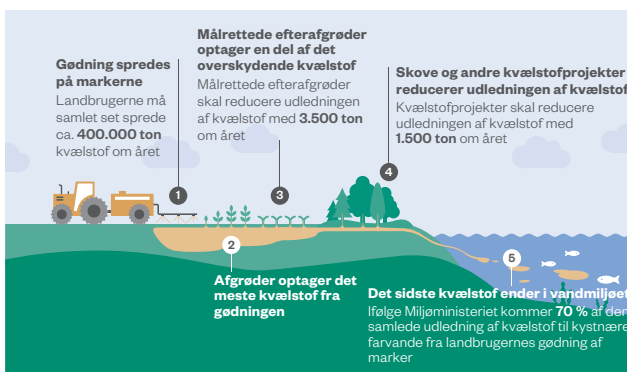 Gødning spredes
på markerne
Landbrugerne må
samlet set sprede
ca. 400.000 ton
kvælstof om året
1
2
Afgrøder optager det
meste kvælstof fra
gødningen
Målrettede efterafgrøder
optager en del af det
overskydende kvælstof
Målrettede efterafgrøder
skal reducere udledningen
af kvælstof med 3.500 ton
om året
3
Skove og andre kvælstofprojekter
reducerer udledningen af kvælstof
Kvælstofprojekter skal reducere
udledningen af kvælstof med
1.500 ton om året
4
5
Det sidste kvælstof ender i vandmiljøet
Ifølge Miljøministeriet kommer 70 % af den
samlede udledning af kvælstof til kystnære
farvande fra landbrugernes gødning af
marker